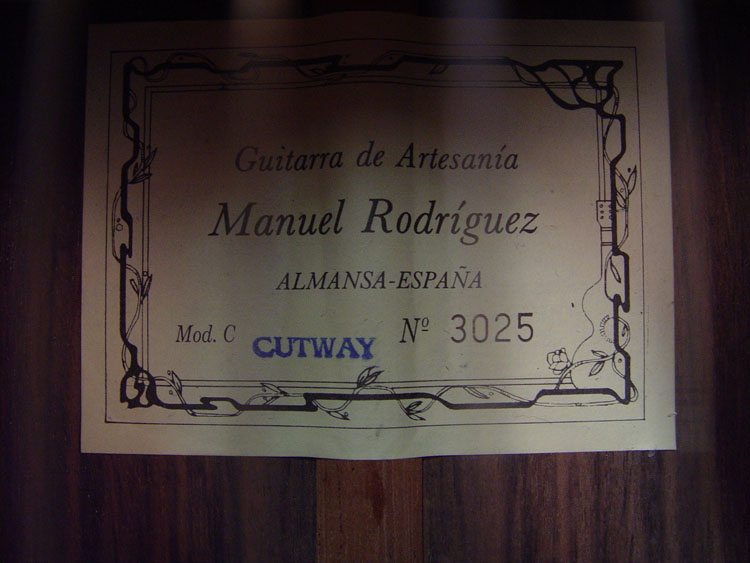 Guitarra de Artesanía
Manuel Rodríguez
ALMANSA-ESPAÑA
Mod. C CUTWAY Nº 3025